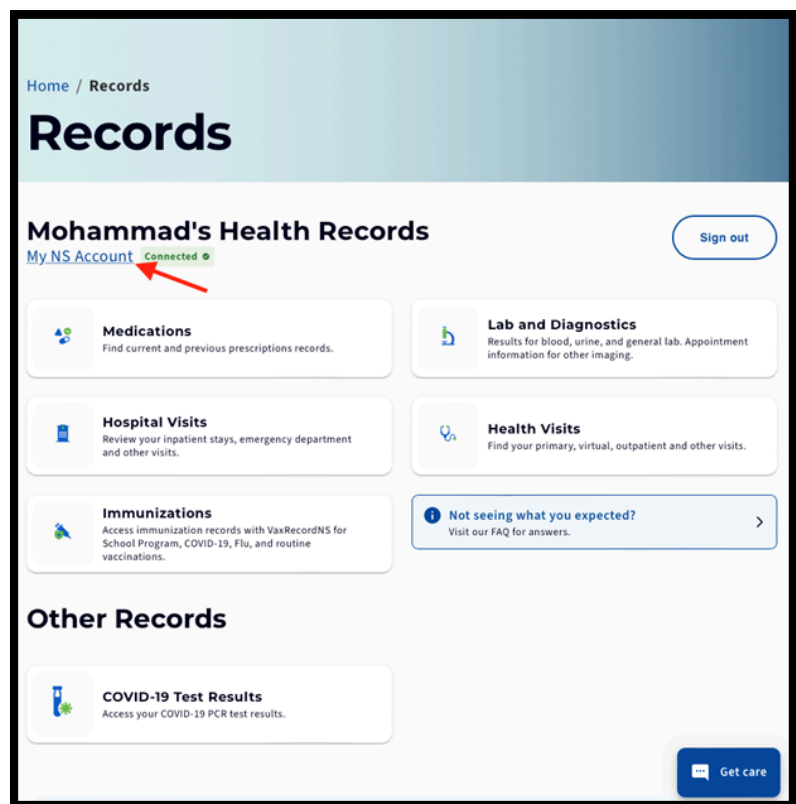 Home / Records
Records
Mohammad's Health Records
My NS Account Connected
Sign out
Medications
Find current and previous prescriptions records.
Lab and Diagnostics
Results for blood, urine, and general lab. Appointment
information for other imaging.
Hospital Visits
Review your inpatient stays, emergency department
and other visits.
Health Visits
Find your primary, virtual, outpatient and other visits.
Immunizations
Access immunization records with VaxRecordNS for
School Program, COVID-19, Flu, and routine
vaccinations.
Not seeing what you expected?
Visit our FAQ for answers.
Other Records
COVID-19 Test Results
Access your COVID-19 PCR test results.
Get care